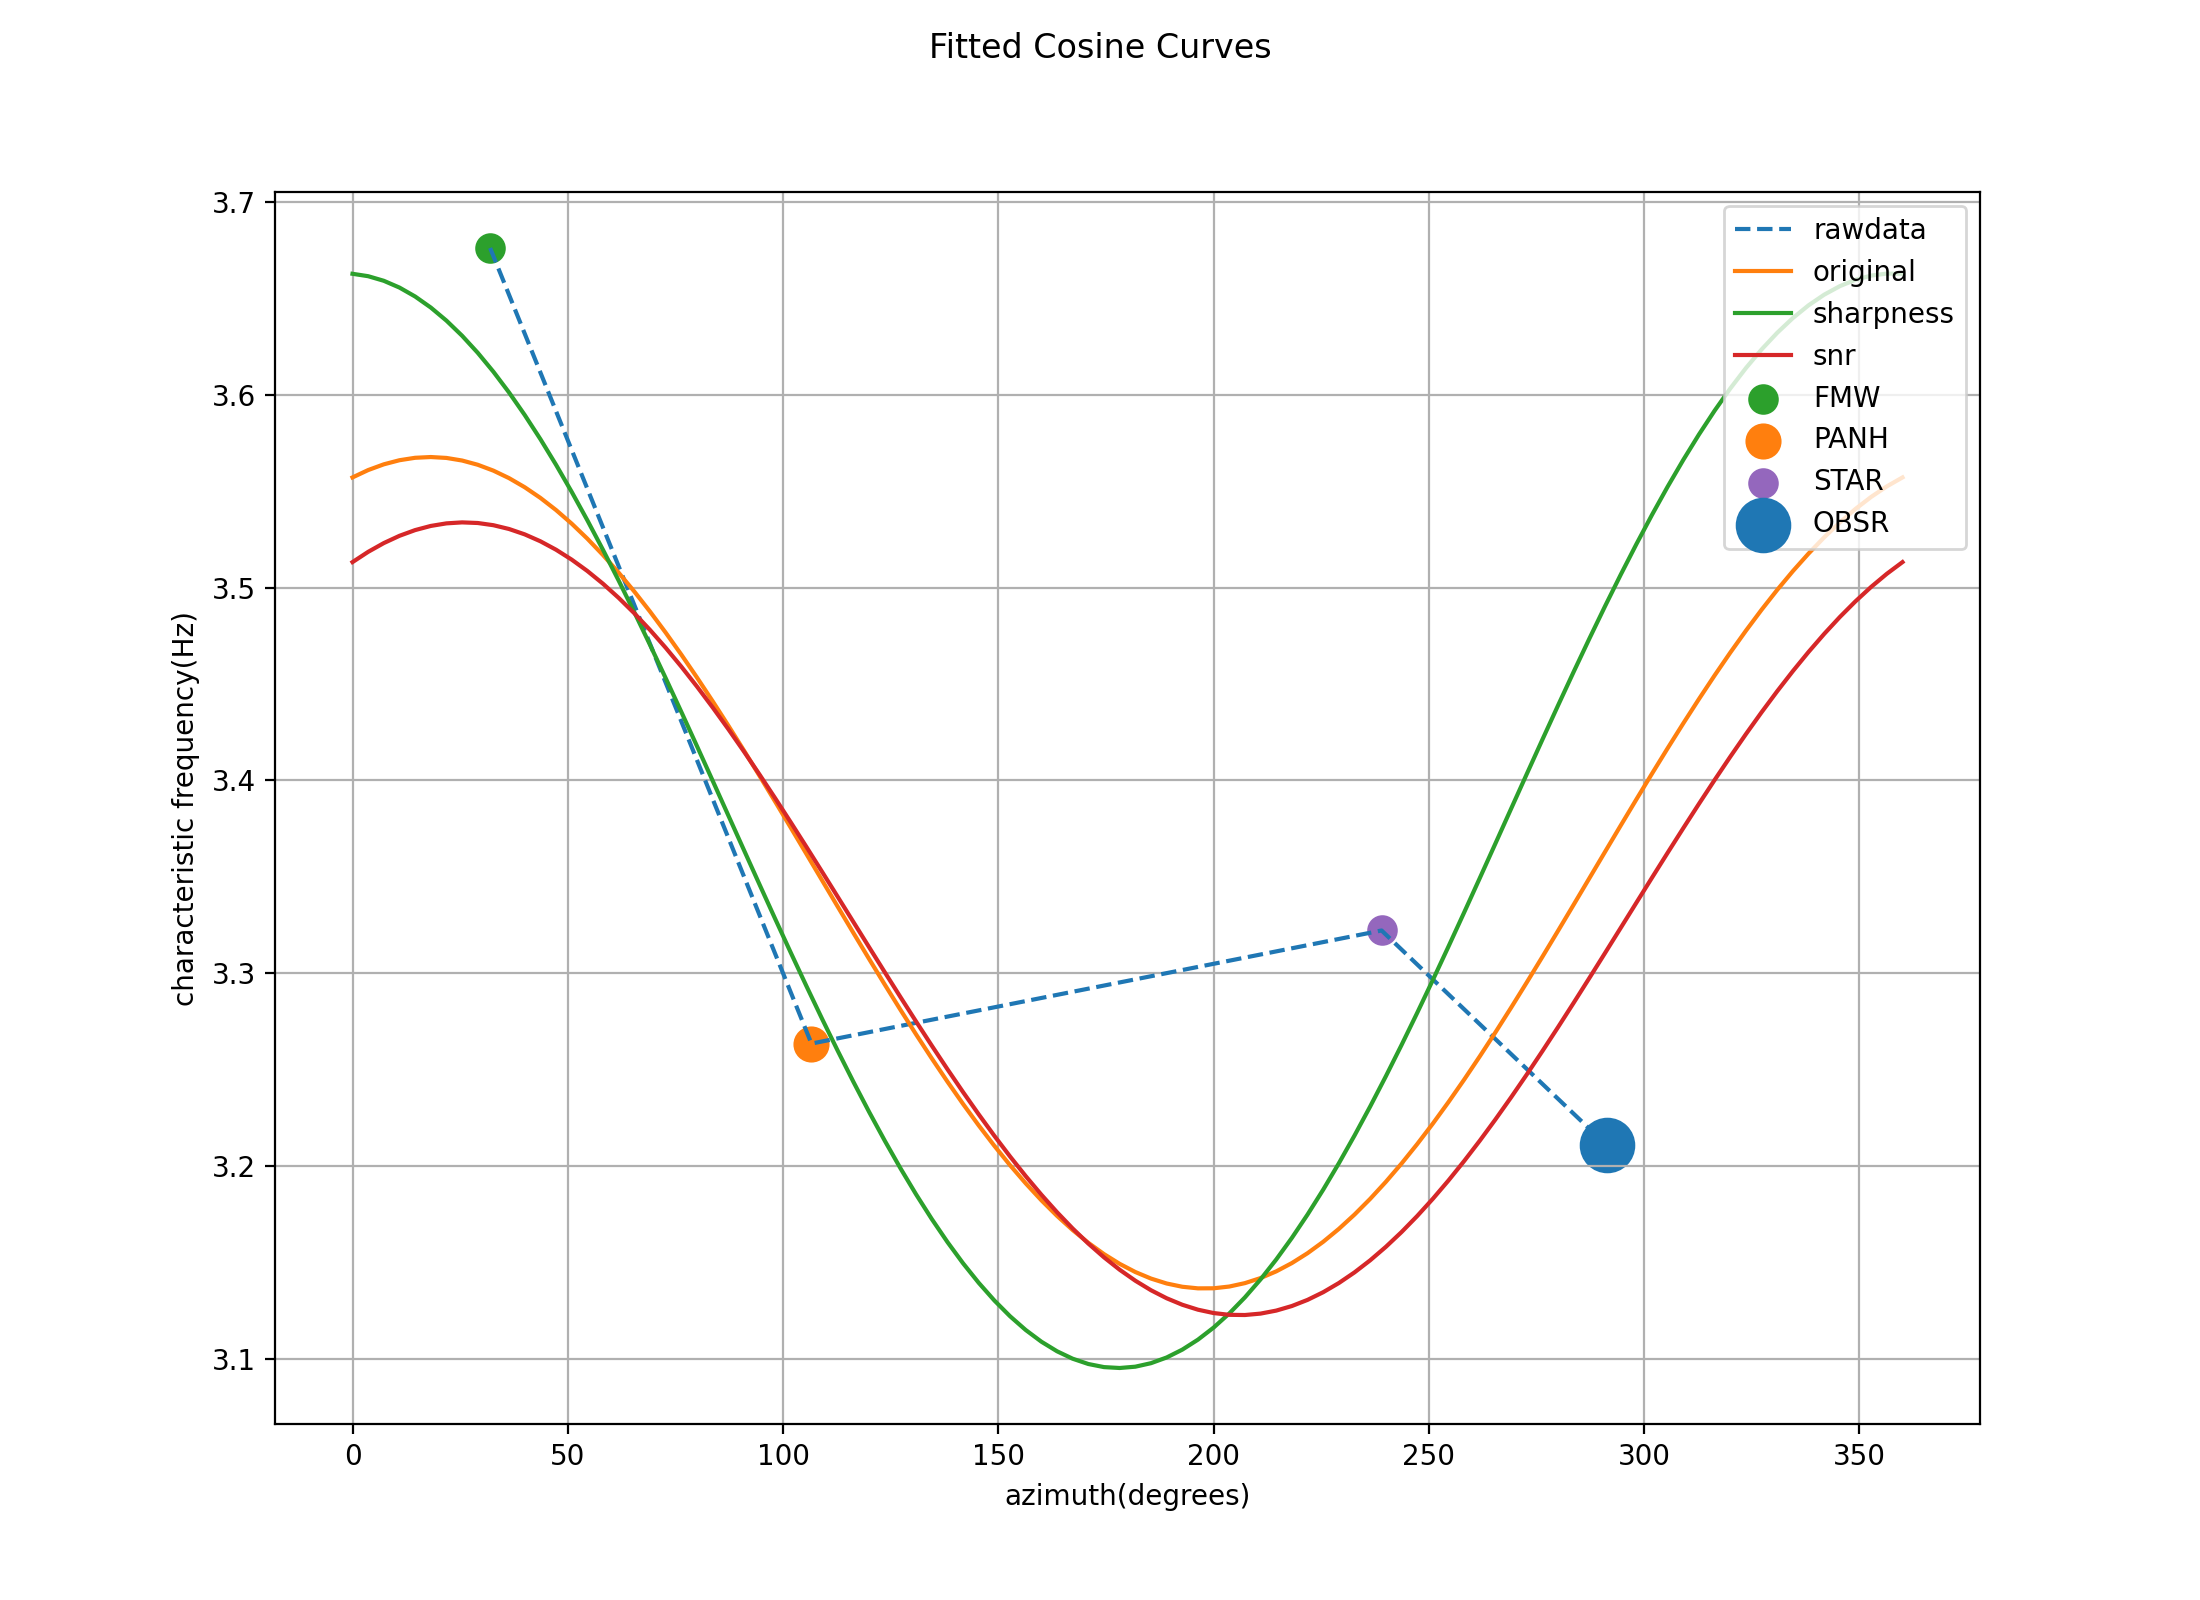 Fitted Cosine Curves
3.7
3.6
3.5
3.4
3.3
3.2
3.1
characteristic frequency(Hz)
rawdata
original
sharpness
snr
FMW
PANH
STAR
OBSR
0 50 100 150 200 250 300 350
azimuth(degrees)